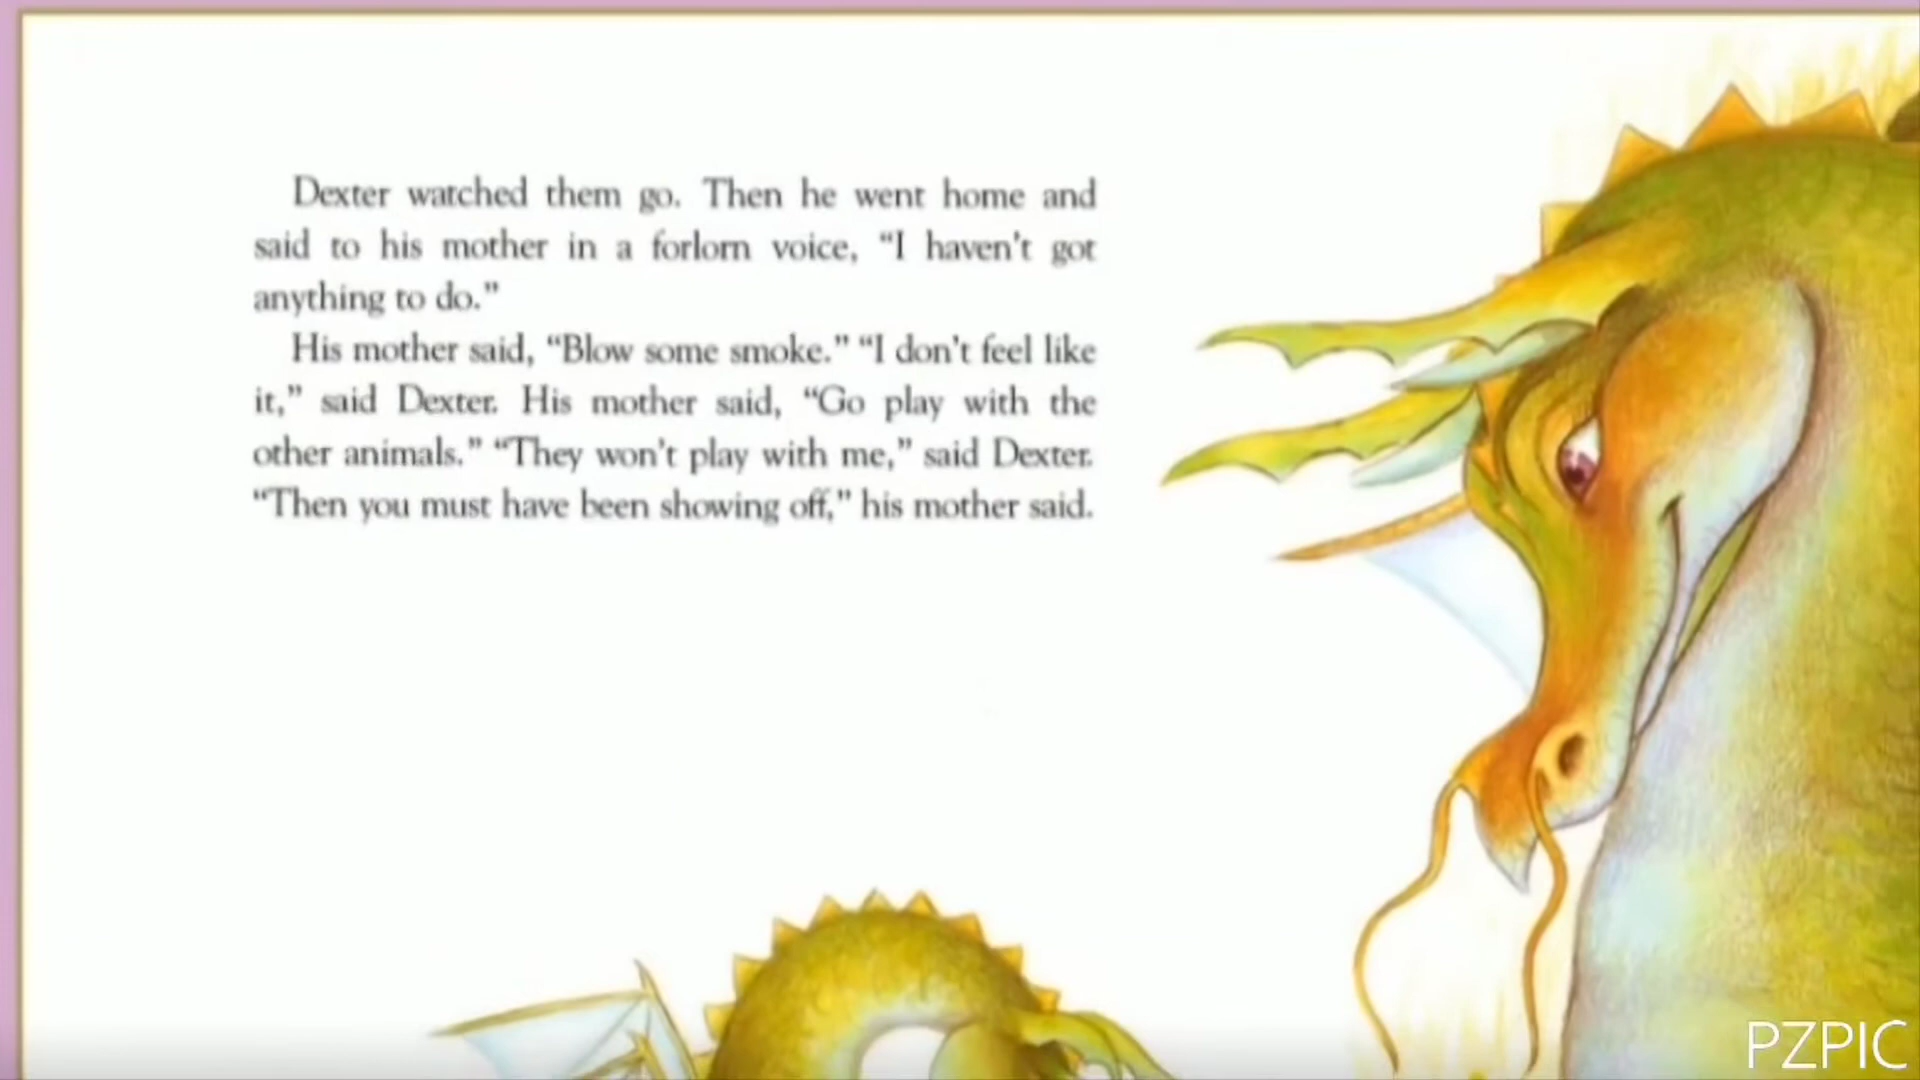 Dexter watched them go. Then he went home and
said to his mother in a forlorn voice, “I haven’t got
anything to do.”
His mother said, “Blow some smoke.” “I don’t feel like
it,” said Dexter. His mother said, “Go play with the
other animals.” “They won’t play with me,” said Dexter.
“Then you must have been showing off,” his mother said.
PZPIC